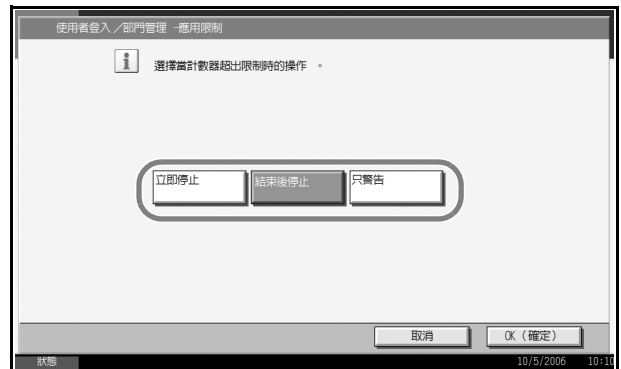 使用者登入／部門管理 -應用限制
選擇當計數器超出限制時的操作 。
立即停止 結束後停止 只警告
取消 OK（確定）
狀態 10/5/2006 10:10